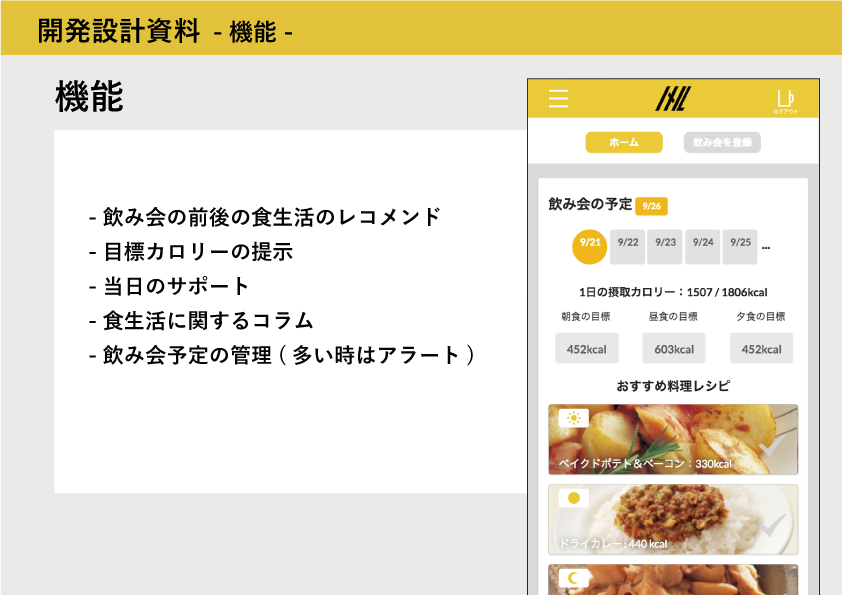 開発設計資料 - 機能 -
機能
- 飲み会の前後の食生活のレコメンド
- 目標カロリーの提示
- 当日のサポート
- 食生活に関するコラム
- 飲み会予定の管理 ( 多い時はアラート )
ログアウト
ホーム 飲み会を登録
飲み会の予定 9/26
9/21 9/22 9/23 9/24 9/25 ...
1日の摂取カロリー：1507 / 1806kcal
朝食の目標 昼食の目標 夕食の目標
452kcal 603kcal 452kcal
おすすめ料理レシピ
ベイクドポテト＆ベーコン：330kcal
ドライカレー：440 kcal